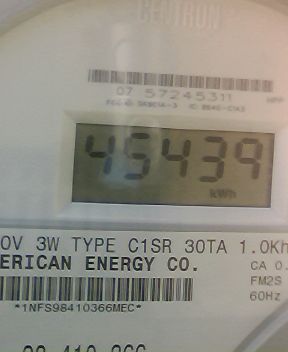 CENTRON
07 57245311
45439
kWh
0V 3W TYPE C1SR 30TA 1.0Kh
ERICAN ENERGY CO.
CA 0.
FM2S
60Hz
*1NFS98410366MEC*